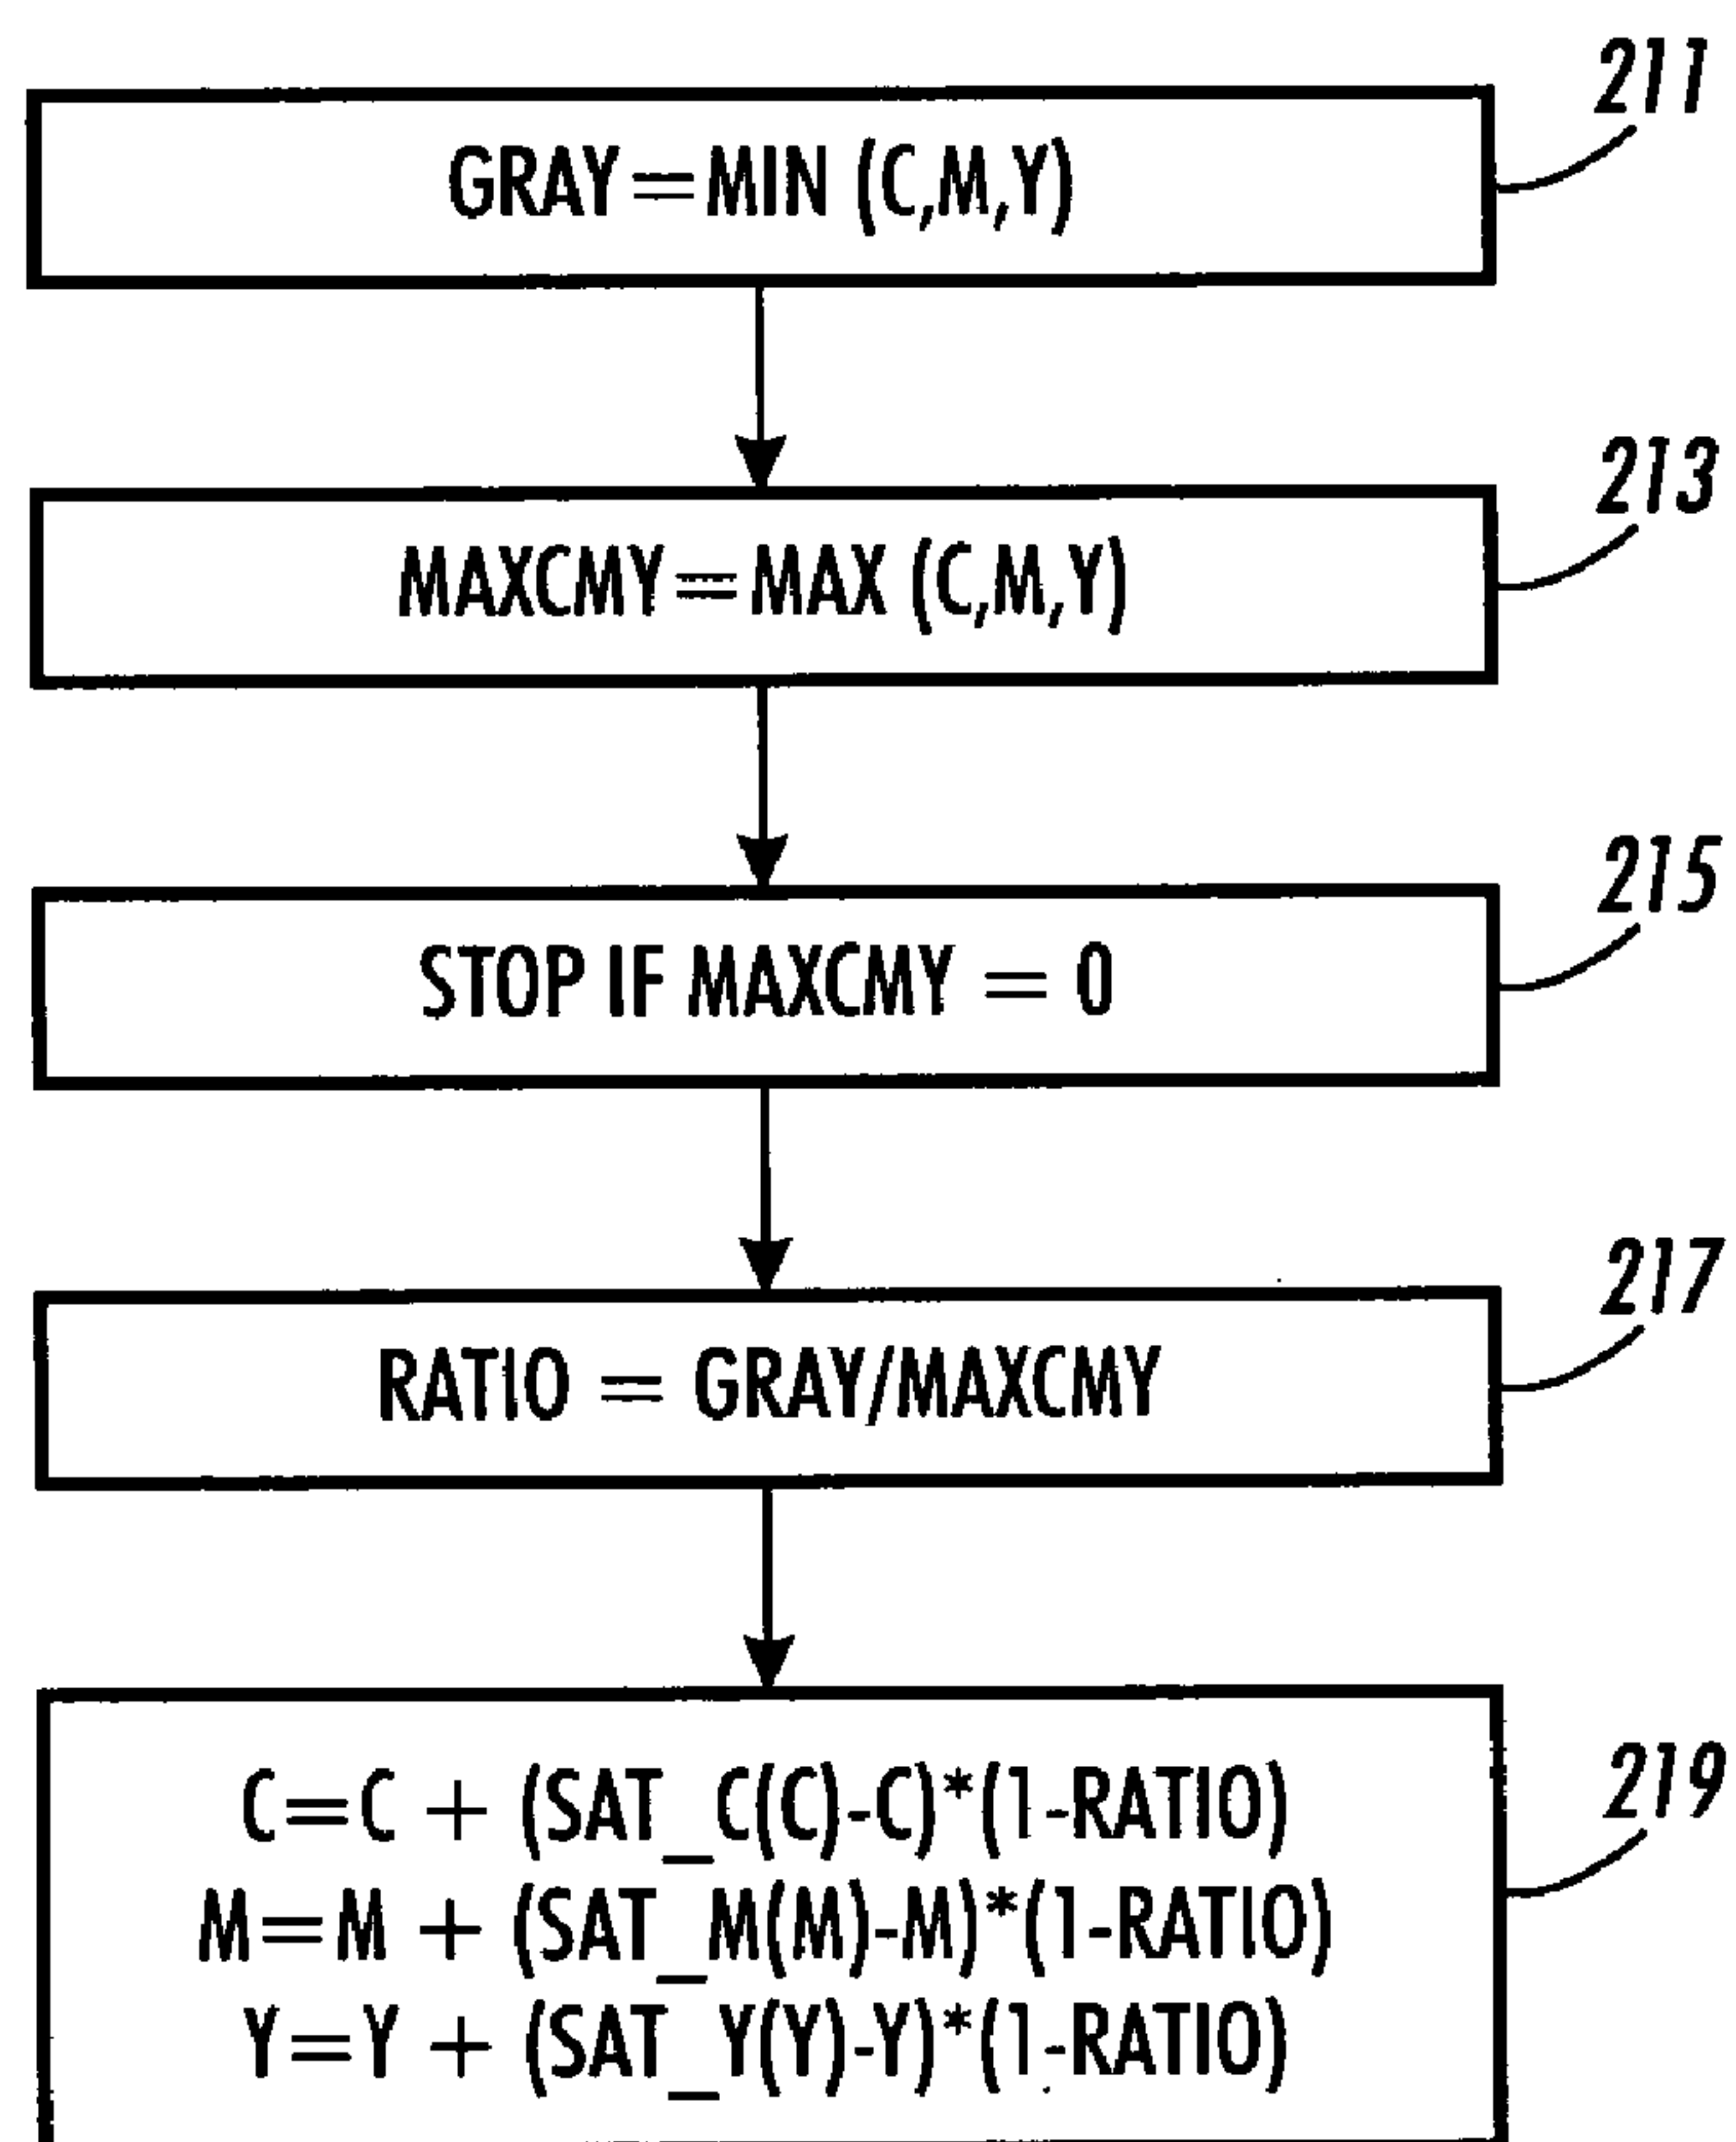 211
GRAY=MIN (C,M,Y)
213
MAXCMY=MAX (C,M,Y)
215
STOP IF MAXCMY = 0
217
RATIO = GRAY/MAXCMY
219
C=C + (SAT_C(C)-C)*(1-RATIO)
M=M + (SAT_M(M)-M)*(1-RATIO)
Y=Y + (SAT_Y(Y)-Y)*(1-RATIO)